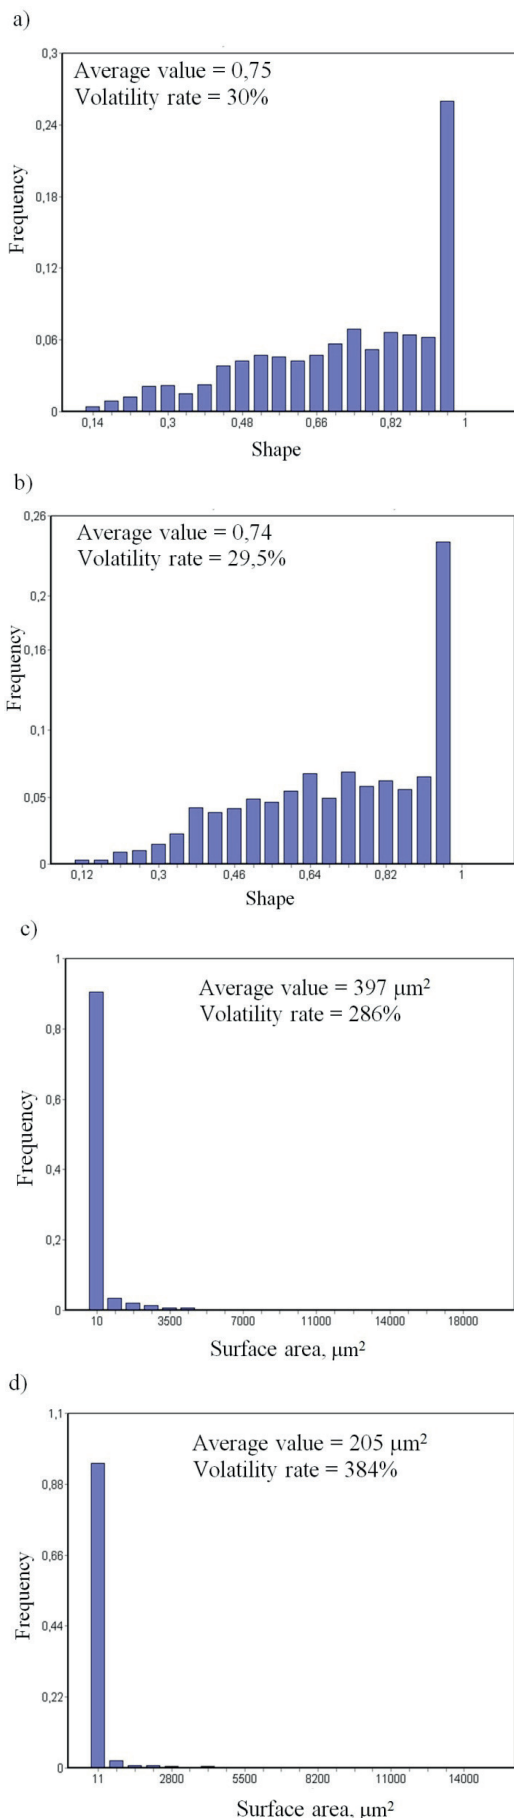 a)
Average value = 0,75
Volatility rate = 30%
Frequency
0,3
0,24
0,18
0,12
0,06
0
0,14 0,3 0,48 0,66 0,82 1
Shape
b)
Average value = 0,74
Volatility rate = 29,5%
Frequency
0,26
0,2
0,16
0,1
0,05
0
0,12 0,3 0,46 0,64 0,82 1
Shape
c)
Average value = 397 μm²
Volatility rate = 286%
Frequency
1
0,8
0,6
0,4
0,2
0
10 3500 7000 11000 14000 18000
Surface area, μm²
d)
Average value = 205 μm²
Volatility rate = 384%
Frequency
1,1
0,88
0,66
0,44
0,22
0
11 2800 5500 8200 11000 14000
Surface area, μm²